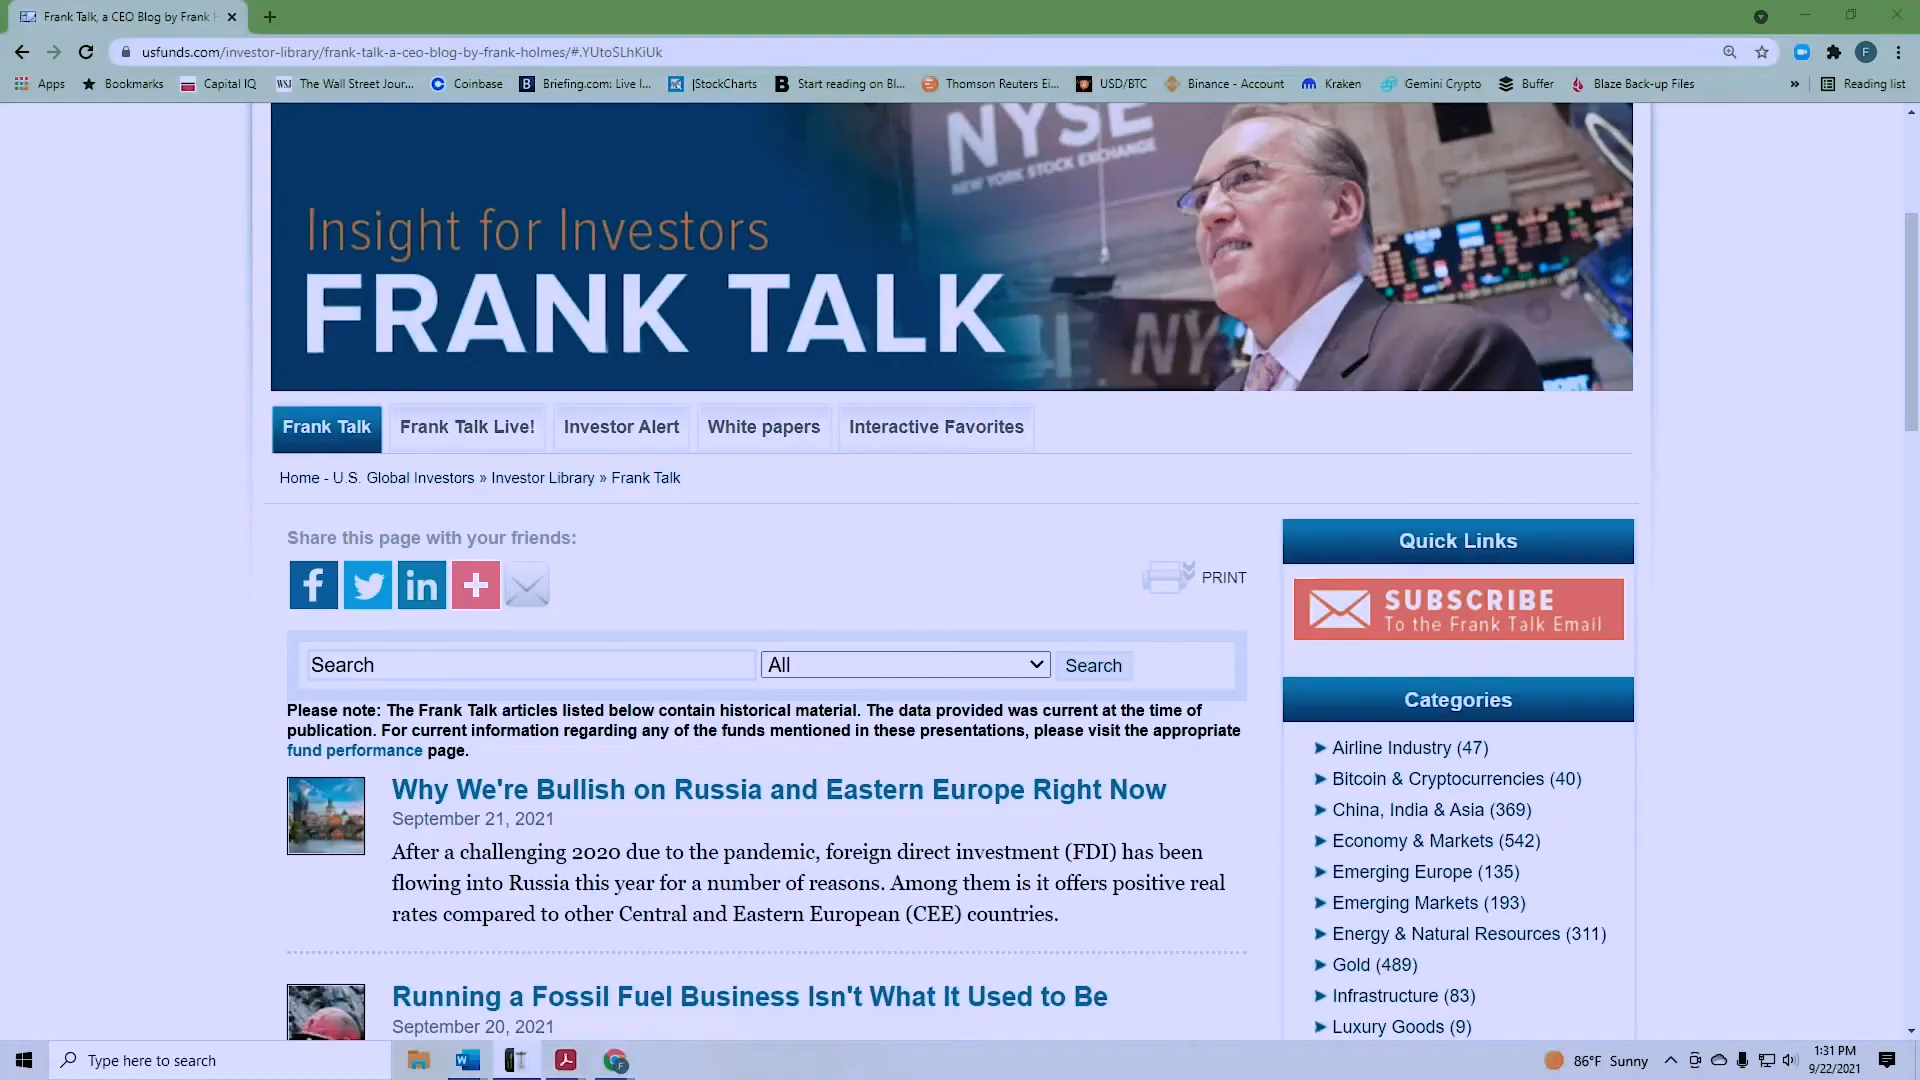 Frank Talk, a CEO Blog by Frank H
usfunds.com/investor-library/frank-talk-a-ceo-blog-by-frank-holmes/#.YUtoSLhKiUk
Apps Bookmarks Capital IQ WSJ The Wall Street Jour... Coinbase Briefing.com: Live I... |StockCharts Start reading on Bl... Thomson Reuters Ei... USD/BTC Binance - Account Kraken Gemini Crypto Buffer Blaze Back-up Files » Reading list
NYSE
NEW YORK STOCK EXCHANGE
Insight for Investors
FRANK TALK
NY
Frank Talk Frank Talk Live! Investor Alert White papers Interactive Favorites
Home - U.S. Global Investors » Investor Library » Frank Talk
Share this page with your friends:
PRINT
Search All Search
Please note: The Frank Talk articles listed below contain historical material. The data provided was current at the time of
publication. For current information regarding any of the funds mentioned in these presentations, please visit the appropriate
fund performance page.
Why We're Bullish on Russia and Eastern Europe Right Now
September 21, 2021
After a challenging 2020 due to the pandemic, foreign direct investment (FDI) has been
flowing into Russia this year for a number of reasons. Among them is it offers positive real
rates compared to other Central and Eastern European (CEE) countries.
Running a Fossil Fuel Business Isn't What It Used to Be
September 20, 2021
Quick Links
SUBSCRIBE
To the Frank Talk Email
Categories
Airline Industry (47)
Bitcoin & Cryptocurrencies (40)
China, India & Asia (369)
Economy & Markets (542)
Emerging Europe (135)
Emerging Markets (193)
Energy & Natural Resources (311)
Gold (489)
Infrastructure (83)
Luxury Goods (9)
Type here to search
86°F Sunny
1:31 PM
9/22/2021